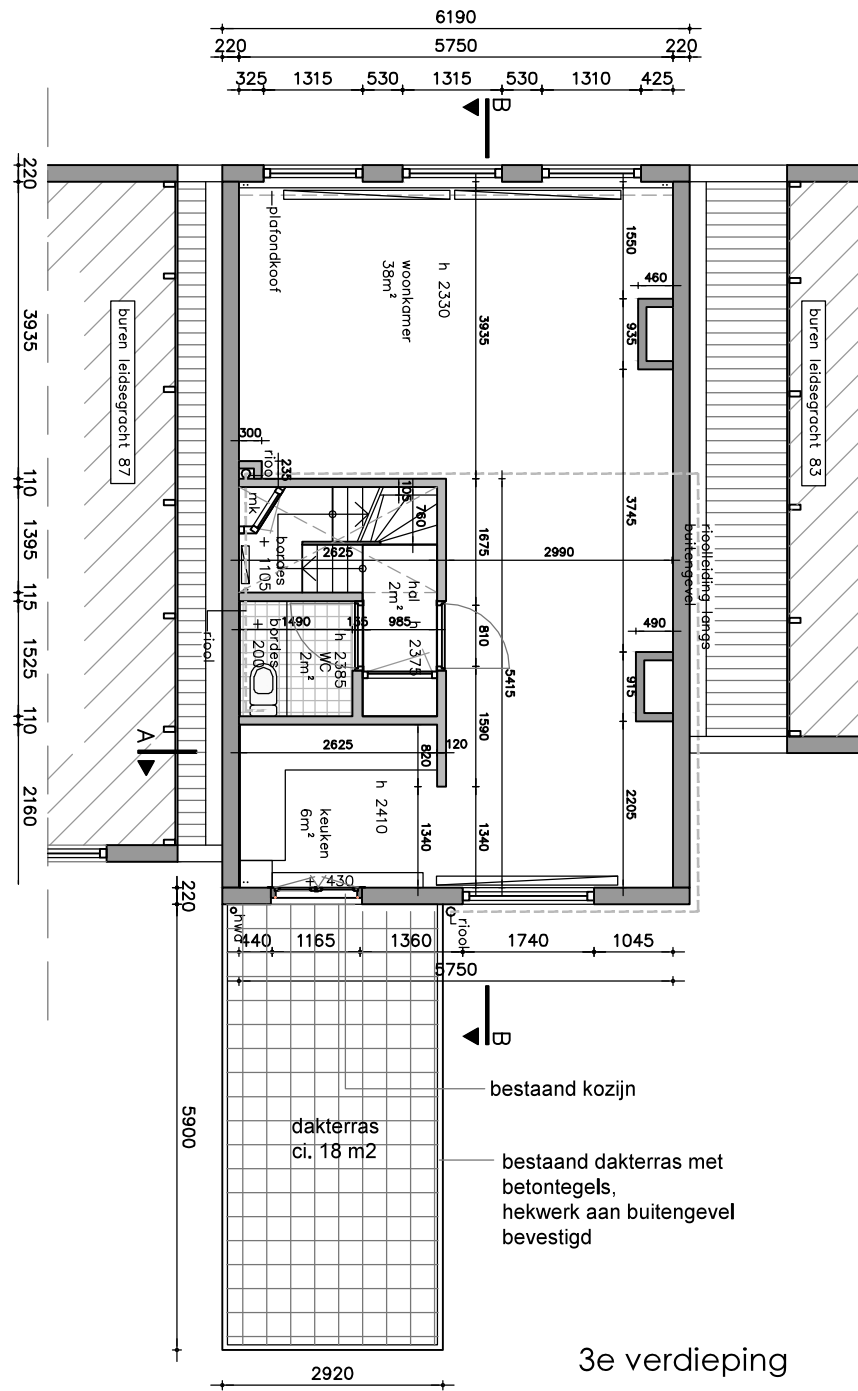 6190
220 5750 220
325 1315 530 1315 530 1310 425
B
220
3935
110
1395
115
1525
110
2160
220
5900
buren leidsegracht 87
buren leidsegracht 83
plafondkoof
woonkamer
38m²
h 2330
3935
1550
460
935
3745
300
riool
235
mk
105
760
bordes
+ 1105
2625
1675
2990
rioolleiding langs
buitengevel
hal
2m²
h 2375
1490
155
985
810
490
915
riool
bordes
+ 200
WC
2m²
h 2385
5415
1590
A
2625
120
820
h 2410
keuken
6m²
1340
1340
2205
+ 430
hwa
riool
440 1165 1360 1740 1045
5750
B
bestaand kozijn
dakterras
ci. 18 m2
bestaand dakterras met
betontegels,
hekwerk aan buitengevel
bevestigd
2920
3e verdieping